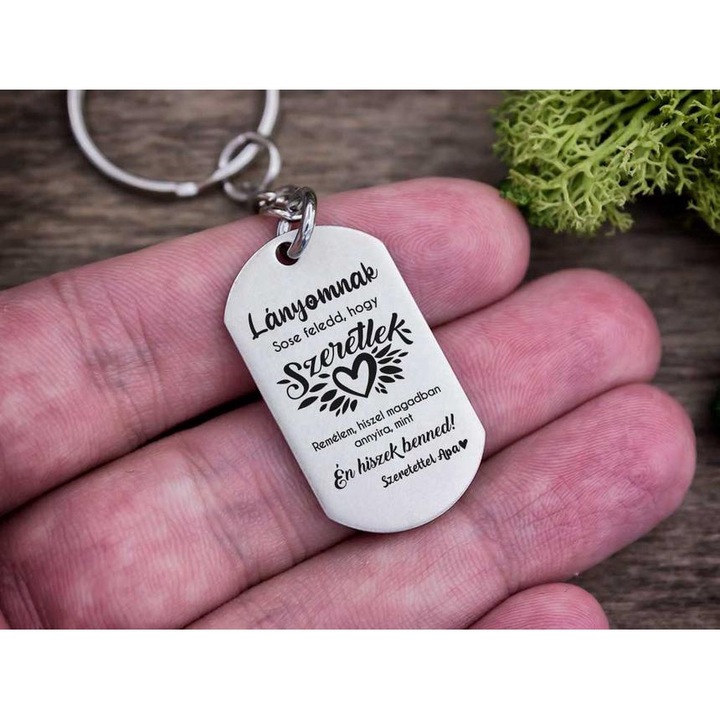 Lányomnak
Sose feledd, hogy
Szeretlek
Remélem, hiszel magadban
annyira, mint
Én hiszek benned!
Szeretettel Apa♥